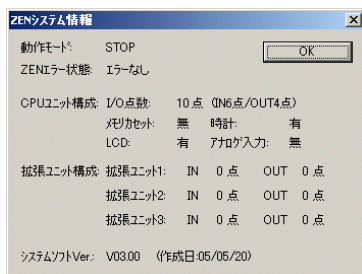 ZENシステム情報
動作モード: STOP
OK
ZENエラー状態: エラーなし
CPUユニット構成: I/O点数: 10点 (IN6点/OUT4点)
メモリカセット: 無 時計: 有
LCD: 有 アナログ入力: 無
拡張ユニット構成: 拡張ユニット1: IN 0点 OUT 0点
拡張ユニット2: IN 0点 OUT 0点
拡張ユニット3: IN 0点 OUT 0点
システムソフトVer.: V03.00 (作成日:05/05/20)